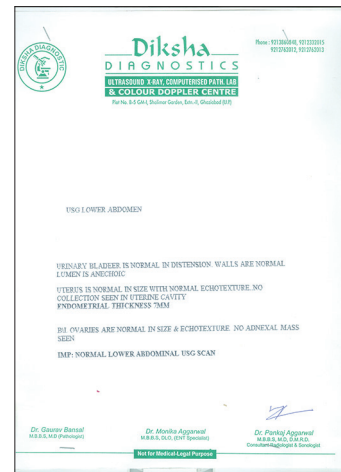 DIKSHA DIAGNOSTIC
Diksha
DIAGNOSTICS
ULTRASOUND X-RAY, COMPUTERISED PATH. LAB
& COLOUR DOPPLER CENTRE
USG LOWER ABDOMEN
URINARY BLADEER IS NORMAL IN DISTENSION. WALLS ARE NORMAL
LUMEN IS ANECHOIC
UTERUS IS NORMAL IN SIZE WITH NORMAL ECHOTEXTURE .NO
COLLECTION SEEN IN UTERINE CAVITY
ENDOMETRIAL THICKNESS 7MM
B/L OVARIES ARE NORMAL IN SIZE & ECHOTEXTURE .NO ADNEXAL MASS
SEEN
IMP: NORMAL LOWER ABDOMINAL USG SCAN
Dr. Gaurav Bansal
M.B.B.S, M.D (Pathologist)
Dr. Monika Aggarwal
M.B.B.S, DLO, (ENT Specialist)
Dr. Pankaj Aggarwal
M.B.B.S, M.D, D.M.R.D.
Consultant Radiologist & Sonologist
Not for Medical-Legal Purpose